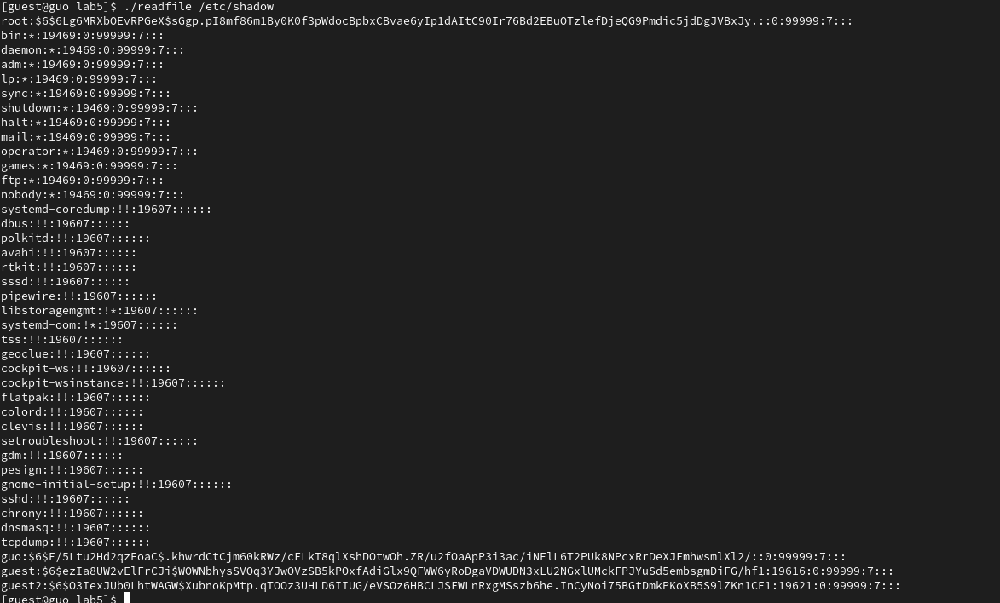 [guest@guo lab5]$ ./readfile /etc/shadow
root:$6$6Lg6MRXbOEvRPGeX$sGgp.pI8mf86m1By0K0f3pWdocBpbxCBvae6yIp1dAItC90Ir76Bd2EBuOTzlefDjeQG9Pmdic5jdDgJVBxJy.::0:99999:7:::
bin:*:19469:0:99999:7:::
daemon:*:19469:0:99999:7:::
adm:*:19469:0:99999:7:::
lp:*:19469:0:99999:7:::
sync:*:19469:0:99999:7:::
shutdown:*:19469:0:99999:7:::
halt:*:19469:0:99999:7:::
mail:*:19469:0:99999:7:::
operator:*:19469:0:99999:7:::
games:*:19469:0:99999:7:::
ftp:*:19469:0:99999:7:::
nobody:*:19469:0:99999:7:::
systemd-coredump:!!:19607::::::
dbus:!!:19607::::::
polkitd:!!:19607::::::
avahi:!!:19607::::::
rtkit:!!:19607::::::
sssd:!!:19607::::::
pipewire:!!:19607::::::
libstoragemgmt:!*:19607::::::
systemd-oom:!*:19607::::::
tss:!!:19607::::::
geoclue:!!:19607::::::
cockpit-ws:!!:19607::::::
cockpit-wsinstance:!!:19607::::::
flatpak:!!:19607::::::
colord:!!:19607::::::
clevis:!!:19607::::::
setroubleshoot:!!:19607::::::
gdm:!!:19607::::::
pesign:!!:19607::::::
gnome-initial-setup:!!:19607::::::
sshd:!!:19607::::::
chrony:!!:19607::::::
dnsmasq:!!:19607::::::
tcpdump:!!:19607::::::
guo:$6$E/5Ltu2Hd2qzEoaC$.khwrdCtCjm60kRWz/cFLkT8qlXshDOtwOh.ZR/u2fOaApP3i3ac/iNElL6T2PUk8NPcxRrDeXJFmhwsmlXl2/::0:99999:7:::
guest:$6$ezIa8UW2vElFrCJi$WOWNbhysSVOq3YJwOVzSB5kPOxfAdiGlx9QFWW6yRoDgaVDWUDN3xLU2NGxlUMckFPJYuSd5embsgmDiFG/hf1:19616:0:99999:7:::
guest2:$6$O3IexJUb0LhtWAGW$XubnoKpMtp.qTOOz3UHLD6IIUG/eVSOz6HBCLJSFWLnRxgMSszb6he.InCyNoi75BGtDmkPKoXB5S9lZKn1CE1:19621:0:99999:7:::
[guest@guo lab5]$